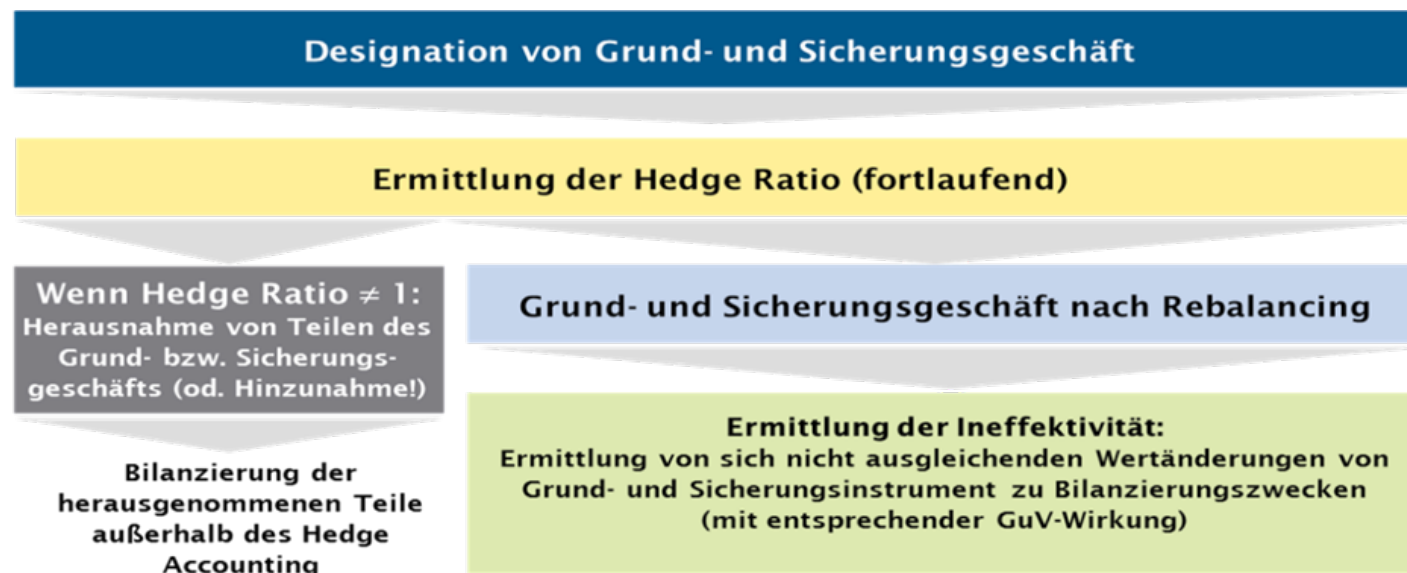 Designation von Grund- und Sicherungsgeschäft
Ermittlung der Hedge Ratio (fortlaufend)
Wenn Hedge Ratio ≠ 1:
Herausnahme von Teilen des
Grund- bzw. Sicherungs-
geschäfts (od. Hinzunahme!)
Bilanzierung der
herausgenommenen Teile
außerhalb des Hedge
Accounting
Grund- und Sicherungsgeschäft nach Rebalancing
Ermittlung der Ineffektivität:
Ermittlung von sich nicht ausgleichenden Wertänderungen von
Grund- und Sicherungsinstrument zu Bilanzierungszwecken
(mit entsprechender GuV-Wirkung)